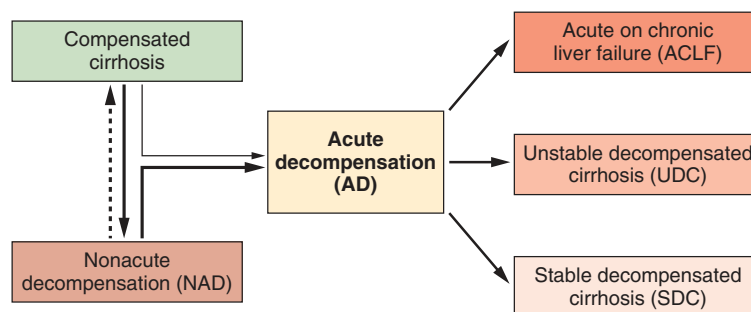 Compensated
cirrhosis
Nonacute
decompensation (NAD)
Acute
decompensation
(AD)
Acute on chronic
liver failure (ACLF)
Unstable decompensated
cirrhosis (UDC)
Stable decompensated
cirrhosis (SDC)